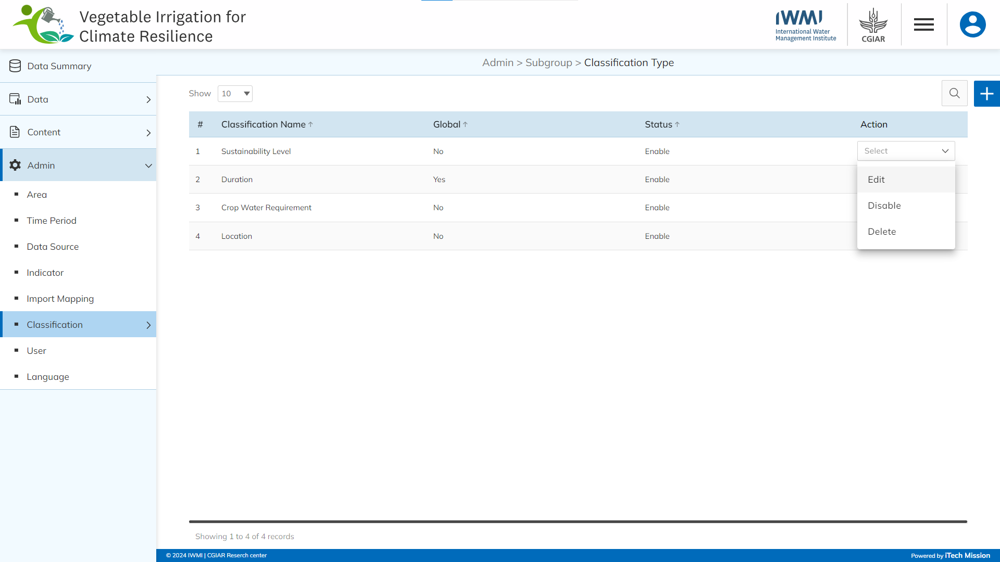 Vegetable Irrigation for
Climate Resilience
IWMI
International Water
Management Institute
CGIAR
Data Summary
Data
Content
Admin
Area
Time Period
Data Source
Indicator
Import Mapping
Classification
User
Language
Admin > Subgroup > Classification Type
Show 10
# Classification Name ↑ Global ↑ Status ↑ Action
1 Sustainability Level No Enable Select
2 Duration Yes Enable
3 Crop Water Requirement No Enable
4 Location No Enable
Edit
Disable
Delete
Showing 1 to 4 of 4 records
© 2024 IWMI | CGIAR Reserch center
Powered by iTech Mission